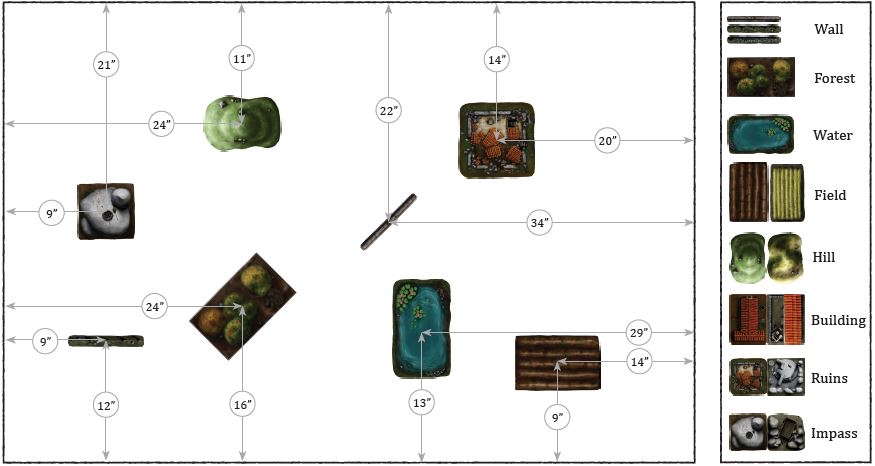 21”
11”
22”
14”
24”
20”
9”
34”
24”
9”
29”
14”
12”
16”
13”
9”
Wall
Forest
Water
Field
Hill
Building
Ruins
Impass